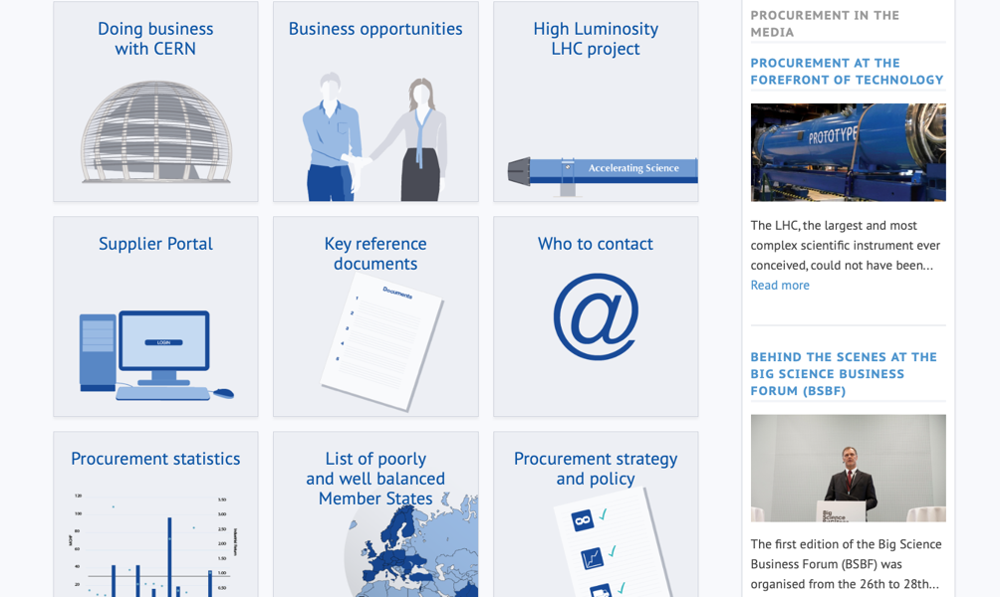 Doing business
with CERN
Business opportunities
High Luminosity
LHC project
Accelerating Science
Supplier Portal
LOGIN
Key reference
documents
Documents
1
2
3
4
5
Who to contact
@
Procurement statistics
120
100
80
60
40
20
MCHF
3.50
3.00
2.50
2.00
1.50
1.00
0.50
List of poorly
and well balanced
Member States
Procurement strategy
and policy
PROCUREMENT IN THE
MEDIA
PROCUREMENT AT THE
FOREFRONT OF TECHNOLOGY
PROTOTYPE
The LHC, the largest and most
complex scientific instrument ever
conceived, could not have been...
Read more
BEHIND THE SCENES AT THE
BIG SCIENCE BUSINESS
FORUM (BSBF)
Big
Science
The first edition of the Big Science
Business Forum (BSBF) was
organised from the 26th to 28th...